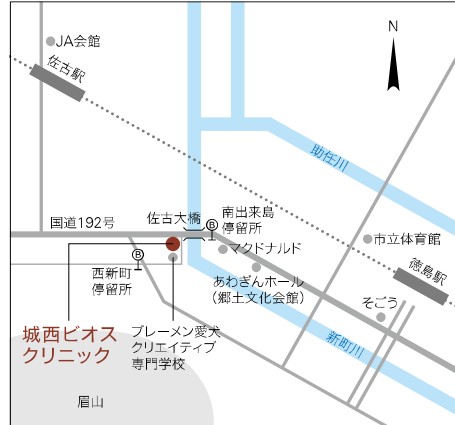 N
JA会館
佐古駅
助任川
国道192号
佐古大橋
B
南出来島
停留所
マクドナルド
市立体育館
B
西新町
停留所
あわぎんホール
(郷土文化会館)
徳島駅
そごう
城西ビオス
クリニック
ブレーメン愛犬
クリエイティブ
専門学校
新町川
眉山